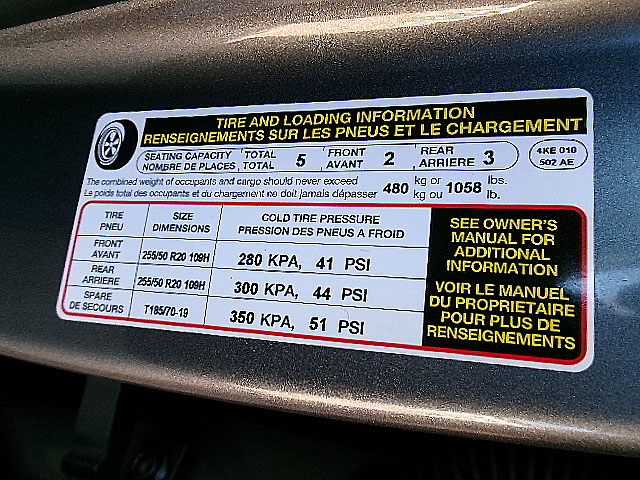 TIRE AND LOADING INFORMATION
RENSEIGNEMENTS SUR LES PNEUS ET LE CHARGEMENT
SEATING CAPACITY TOTAL 5 FRONT 2 REAR 3
NOMBRE DE PLACES TOTAL AVANT ARRIERE
4KE 010
502 AE
The combined weight of occupants and cargo should never exceed 480 kg or 1058 lbs.
Le poids total des occupants et du chargement ne doit jamais dépasser kg ou lb.
TIRE SIZE COLD TIRE PRESSURE
PNEU DIMENSIONS PRESSION DES PNEUS A FROID
FRONT
AVANT 255/50 R20 109H 280 KPA, 41 PSI
REAR
ARRIERE 255/50 R20 109H 300 KPA, 44 PSI
SPARE
DE SECOURS T185/70-19 350 KPA, 51 PSI
SEE OWNER'S
MANUAL FOR
ADDITIONAL
INFORMATION
VOIR LE MANUEL
DU PROPRIETAIRE
POUR PLUS DE
RENSEIGNEMENTS